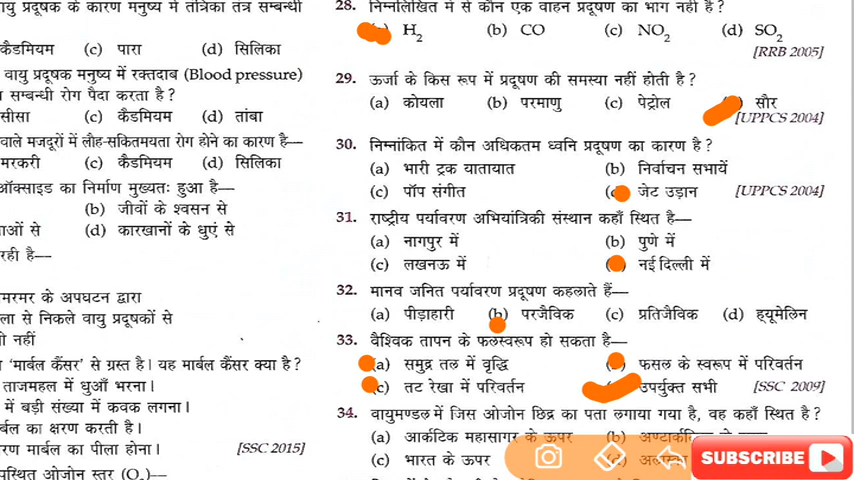 ायु प्रदूषक के कारण मनुष्य में तंत्रिका तंत्र सम्बन्धी
कैडमियम (c) पारा (d) सिलिका
वायु प्रदूषक मनुष्य में रक्तदाब (Blood pressure)
सम्बन्धी रोग पैदा करता है ?
सीसा (c) कैडमियम (d) तांबा
वाले मजदूरों में लौह-सकितमयता रोग होने का कारण है—
मरकरी (c) कैडमियम (d) सिलिका
ऑक्साइड का निर्माण मुख्यतः हुआ है—
(b) जीवों के श्वसन से
ाओं से (d) कारखानों के धुएं से
रही है—
मरमर के अपघटन द्वारा
ला से निकले वायु प्रदूषकों से
ी नहीं
'मार्बल कैंसर' से ग्रस्त है। यह मार्बल कैंसर क्या है ?
ताजमहल में धुआँ भरना।
में बड़ी संख्या में कवक लगना।
र्बल का क्षरण करती है।
रण मार्बल का पीला होना। [SSC 2015]
पस्थित ओजोन स्तर (O
28. निम्नलिखित में से कौन एक वाहन प्रदूषण का भाग नहीं है ?
H2 (b) CO (c) NO2 (d) SO2
[RRB 2005]
29. ऊर्जा के किस रूप में प्रदूषण की समस्या नहीं होती है ?
(a) कोयला (b) परमाणु (c) पेट्रोल सौर
[UPPCS 2004]
30. निम्नांकित में कौन अधिकतम ध्वनि प्रदूषण का कारण है ?
(a) भारी ट्रक यातायात (b) निर्वाचन सभायें
(c) पॉप संगीत जेट उड़ान [UPPCS 2004]
31. राष्ट्रीय पर्यावरण अभियांत्रिकी संस्थान कहाँ स्थित है—
(a) नागपुर में (b) पुणे में
(c) लखनऊ में नई दिल्ली में
32. मानव जनित पर्यावरण प्रदूषण कहलाते हैं—
(a) पीड़ाहारी (b) परजैविक (c) प्रतिजैविक (d) ह्यूमेलिन
33. वैश्विक तापन के फलस्वरूप हो सकता है—
(a) समुद्र तल में वृद्धि फसल के स्वरूप में परिवर्तन
(c) तट रेखा में परिवर्तन उपर्युक्त सभी [SSC 2009]
34. वायुमण्डल में जिस ओजोन छिद्र का पता लगाया गया है, वह कहाँ स्थित है ?
(a) आर्कटिक महासागर के ऊपर (b)
(c) भारत के ऊपर (d)
SUBSCRIBE